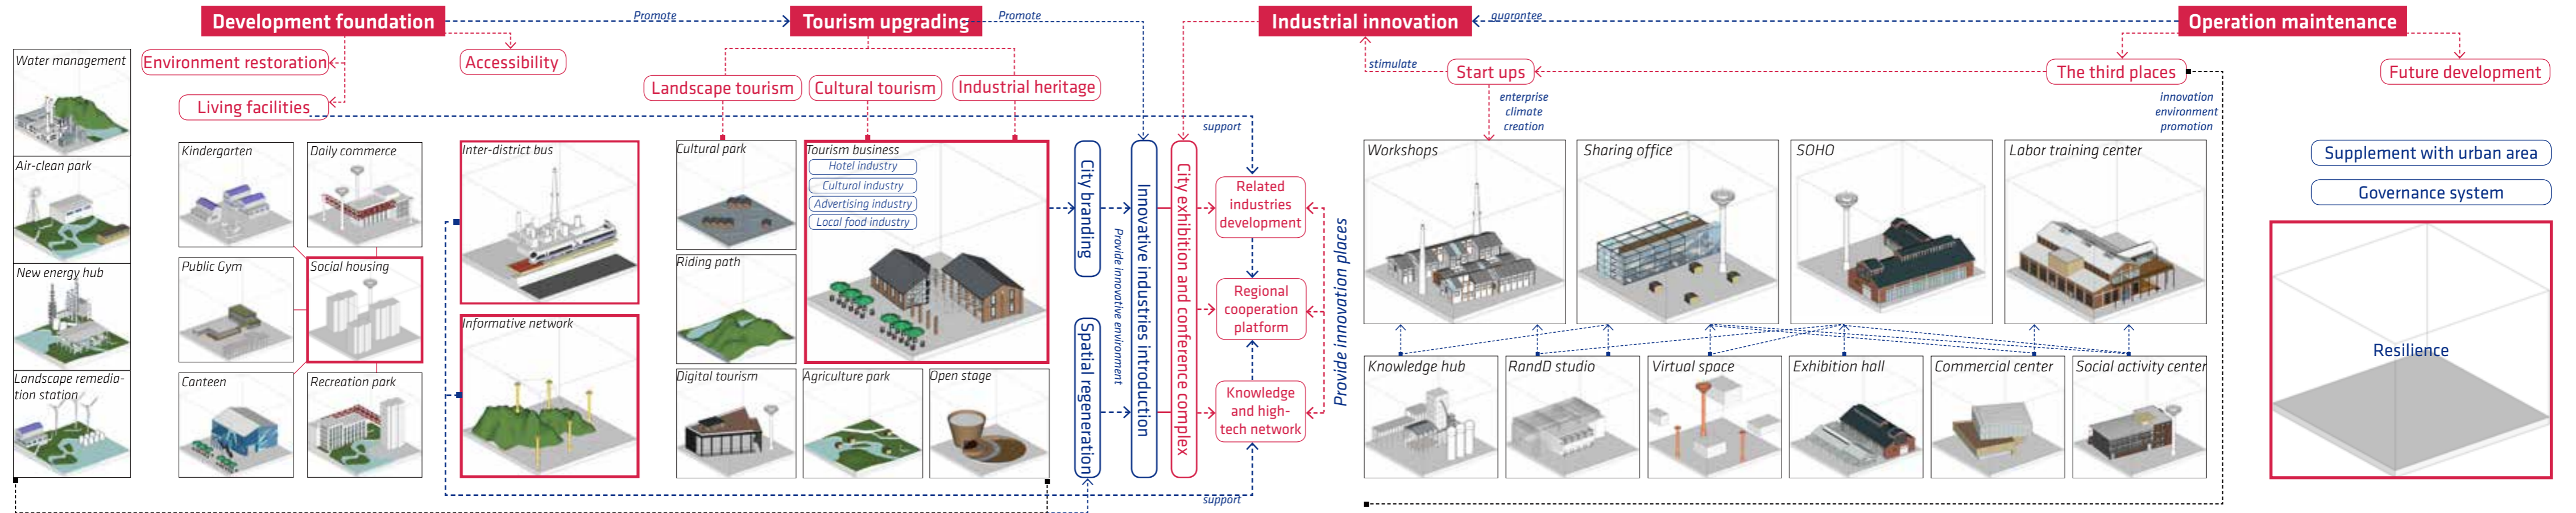 Development foundation
Promote
Tourism upgrading
Promote
Industrial innovation
guarantee
Operation maintenance
Water management
Environment restoration
Accessibility
Living facilities
Landscape tourism
Cultural tourism
Industrial heritage
stimulate
Start ups
The third places
Future development
enterprise
climate
creation
innovation
environment
promotion
support
Air-clean park
New energy hub
Landscape remedia-
tion station
Kindergarten
Daily commerce
Public Gym
Social housing
Canteen
Recreation park
Inter-district bus
Informative network
Cultural park
Riding path
Digital tourism
Agriculture park
Open stage
Tourism business
Hotel industry
Cultural industry
Advertising industry
Local food industry
City branding
Spatial regeneration
Provide innovative environment
Innovative industries introduction
City exhibition and conference complex
Related
industries
development
Regional
cooperation
platform
Knowledge
and high-
tech network
support
Provide innovation places
Workshops
Sharing office
SOHO
Labor training center
Knowledge hub
RandD studio
Virtual space
Exhibition hall
Commercial center
Social activity center
Supplement with urban area
Governance system
Resilience